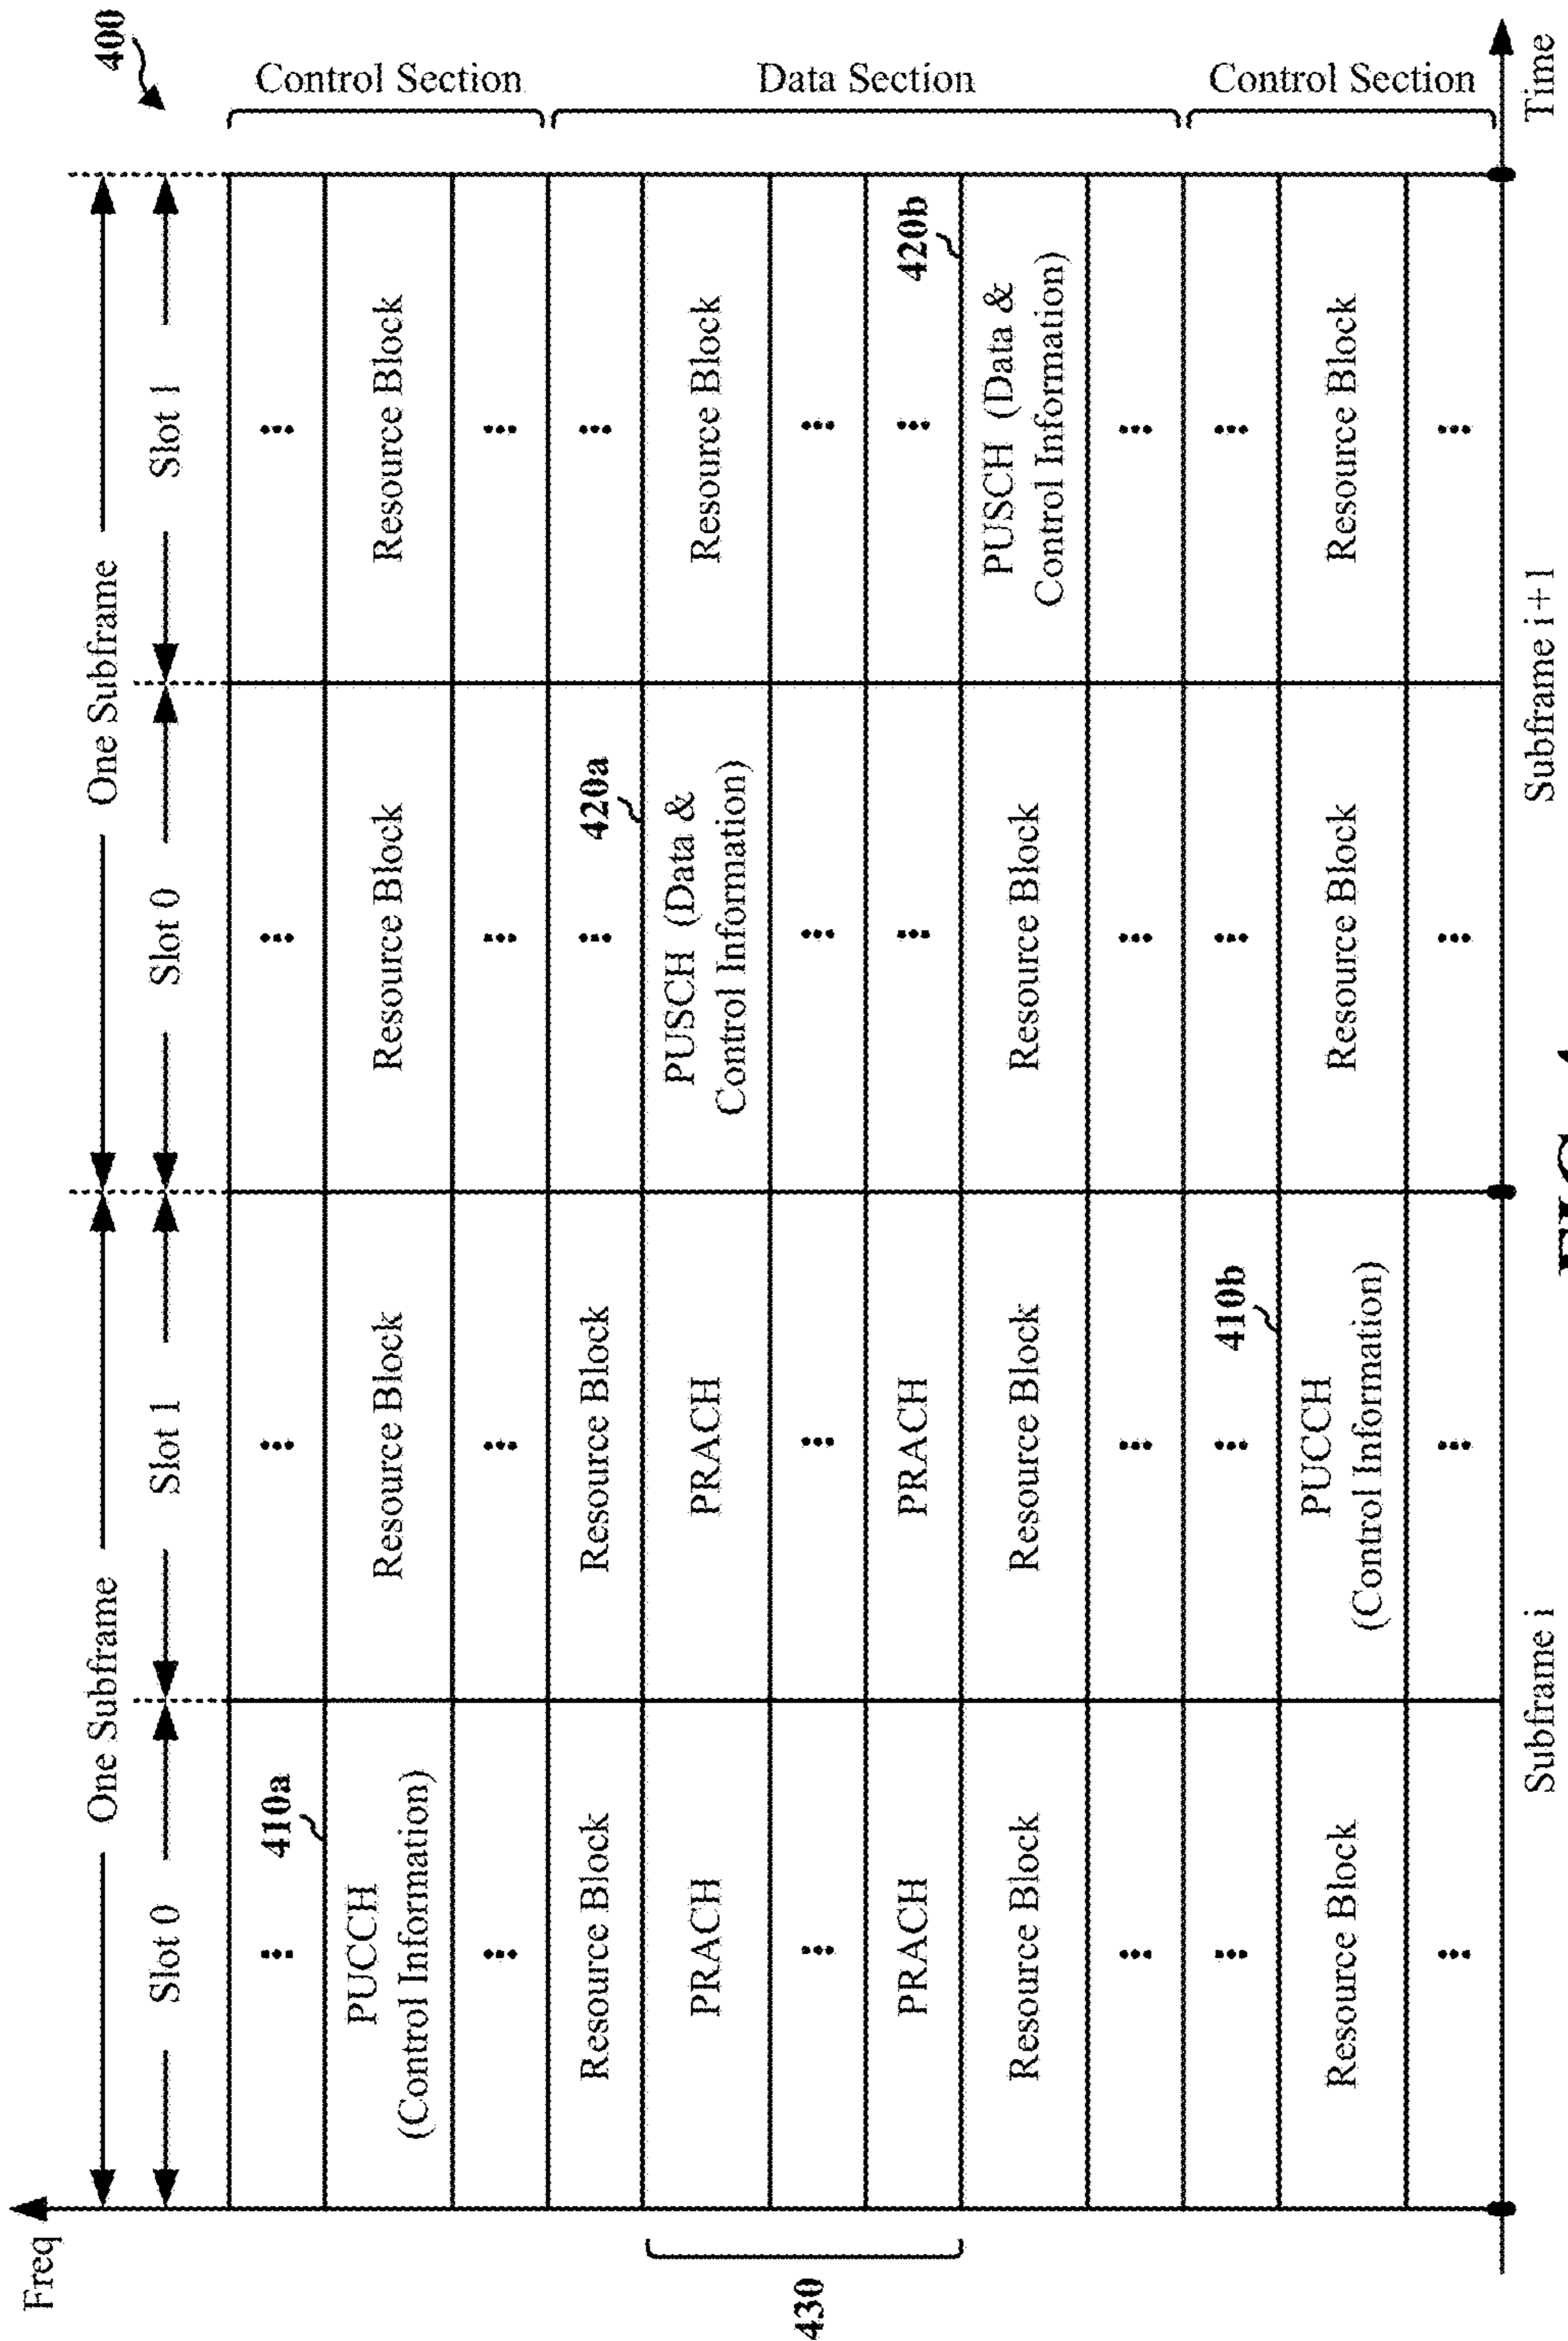 Freq
400
One Subframe
One Subframe
Slot 0
Slot 1
Slot 0
Slot 1
410a
PUCCH
(Control Information)
Resource Block
Resource Block
Resource Block
Control Section
Resource Block
Resource Block
420a
430
PRACH
PRACH
PUSCH (Data &
Control Information)
Resource Block
Data Section
PRACH
PRACH
420b
Resource Block
Resource Block
Resource Block
PUSCH (Data &
Control Information)
410b
Resource Block
PUCCH
(Control Information)
Resource Block
Resource Block
Control Section
Subframe i
Subframe i+1
Time